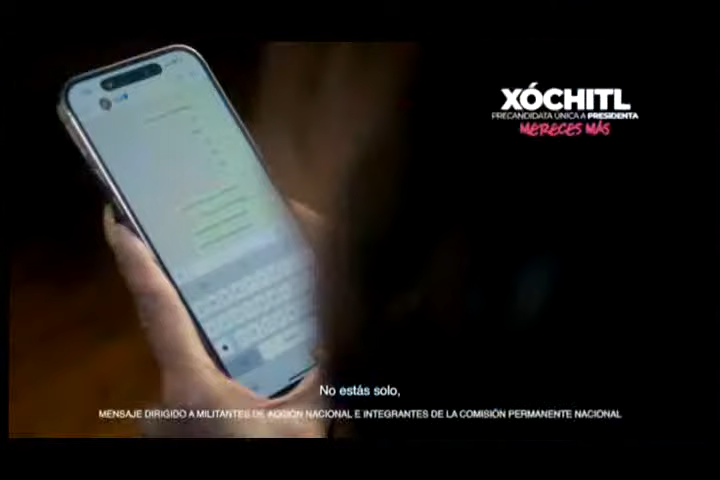 XÓCHITL
PRECANDIDATA ÚNICA A PRESIDENTA
MERECES MÁS
No estás solo,
MENSAJE DIRIGIDO A MILITANTES DE ACCIÓN NACIONAL E INTEGRANTES DE LA COMISIÓN PERMANENTE NACIONAL